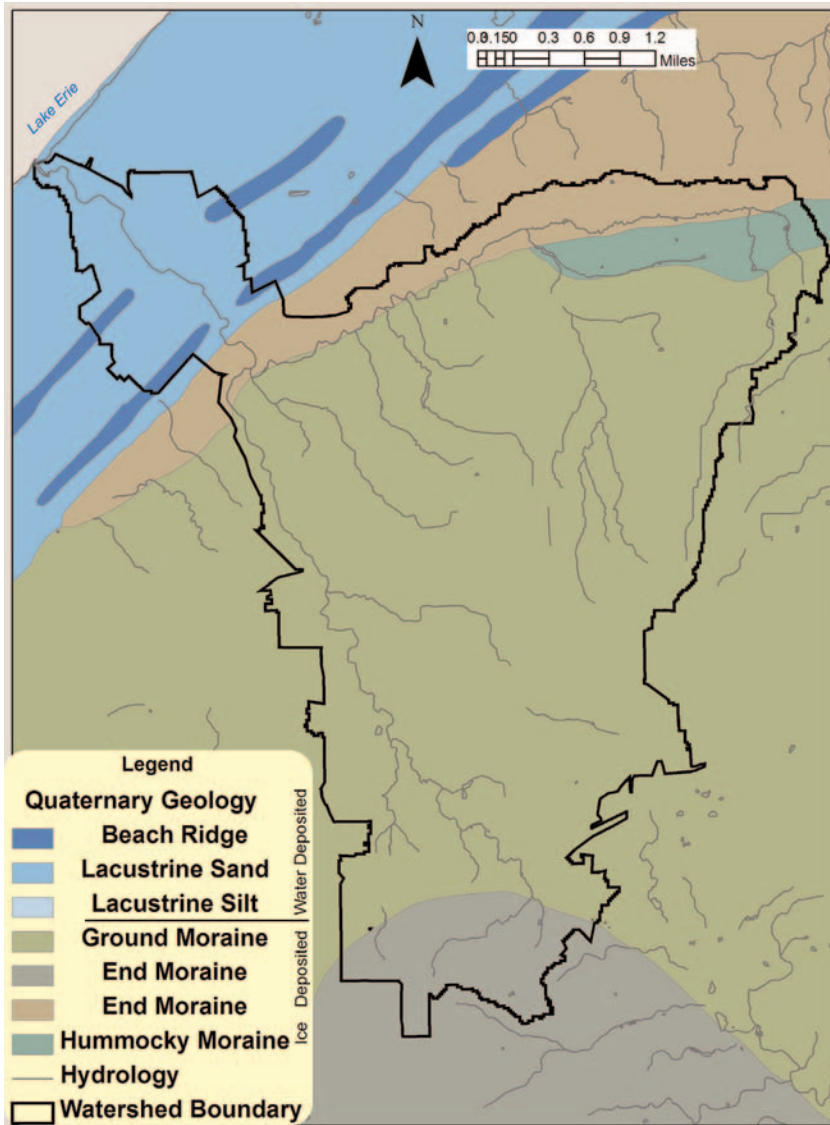 N
0.30.150 0.3 0.6 0.9 1.2
Miles
Lake Erie
Legend
Quaternary Geology
Beach Ridge
Lacustrine Sand
Lacustrine Silt
Water Deposited
Ground Moraine
End Moraine
End Moraine
Hummocky Moraine
Ice Deposited
Hydrology
Watershed Boundary